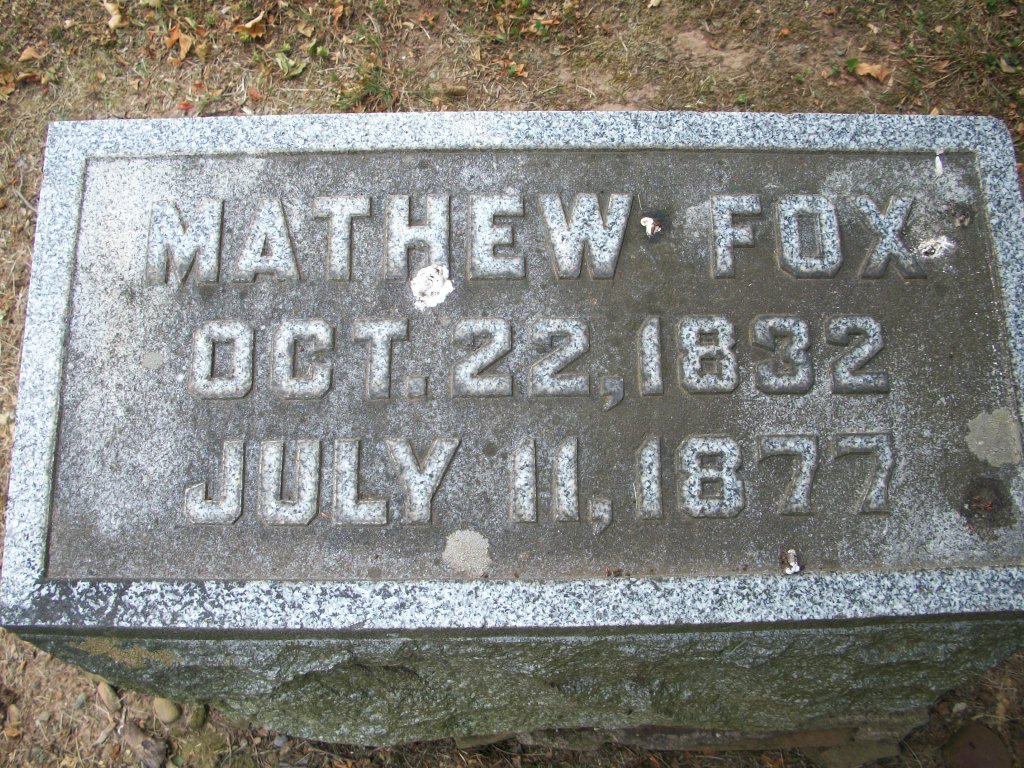 MATHEW FOX
OCT. 22, 1832
JULY 11, 1877